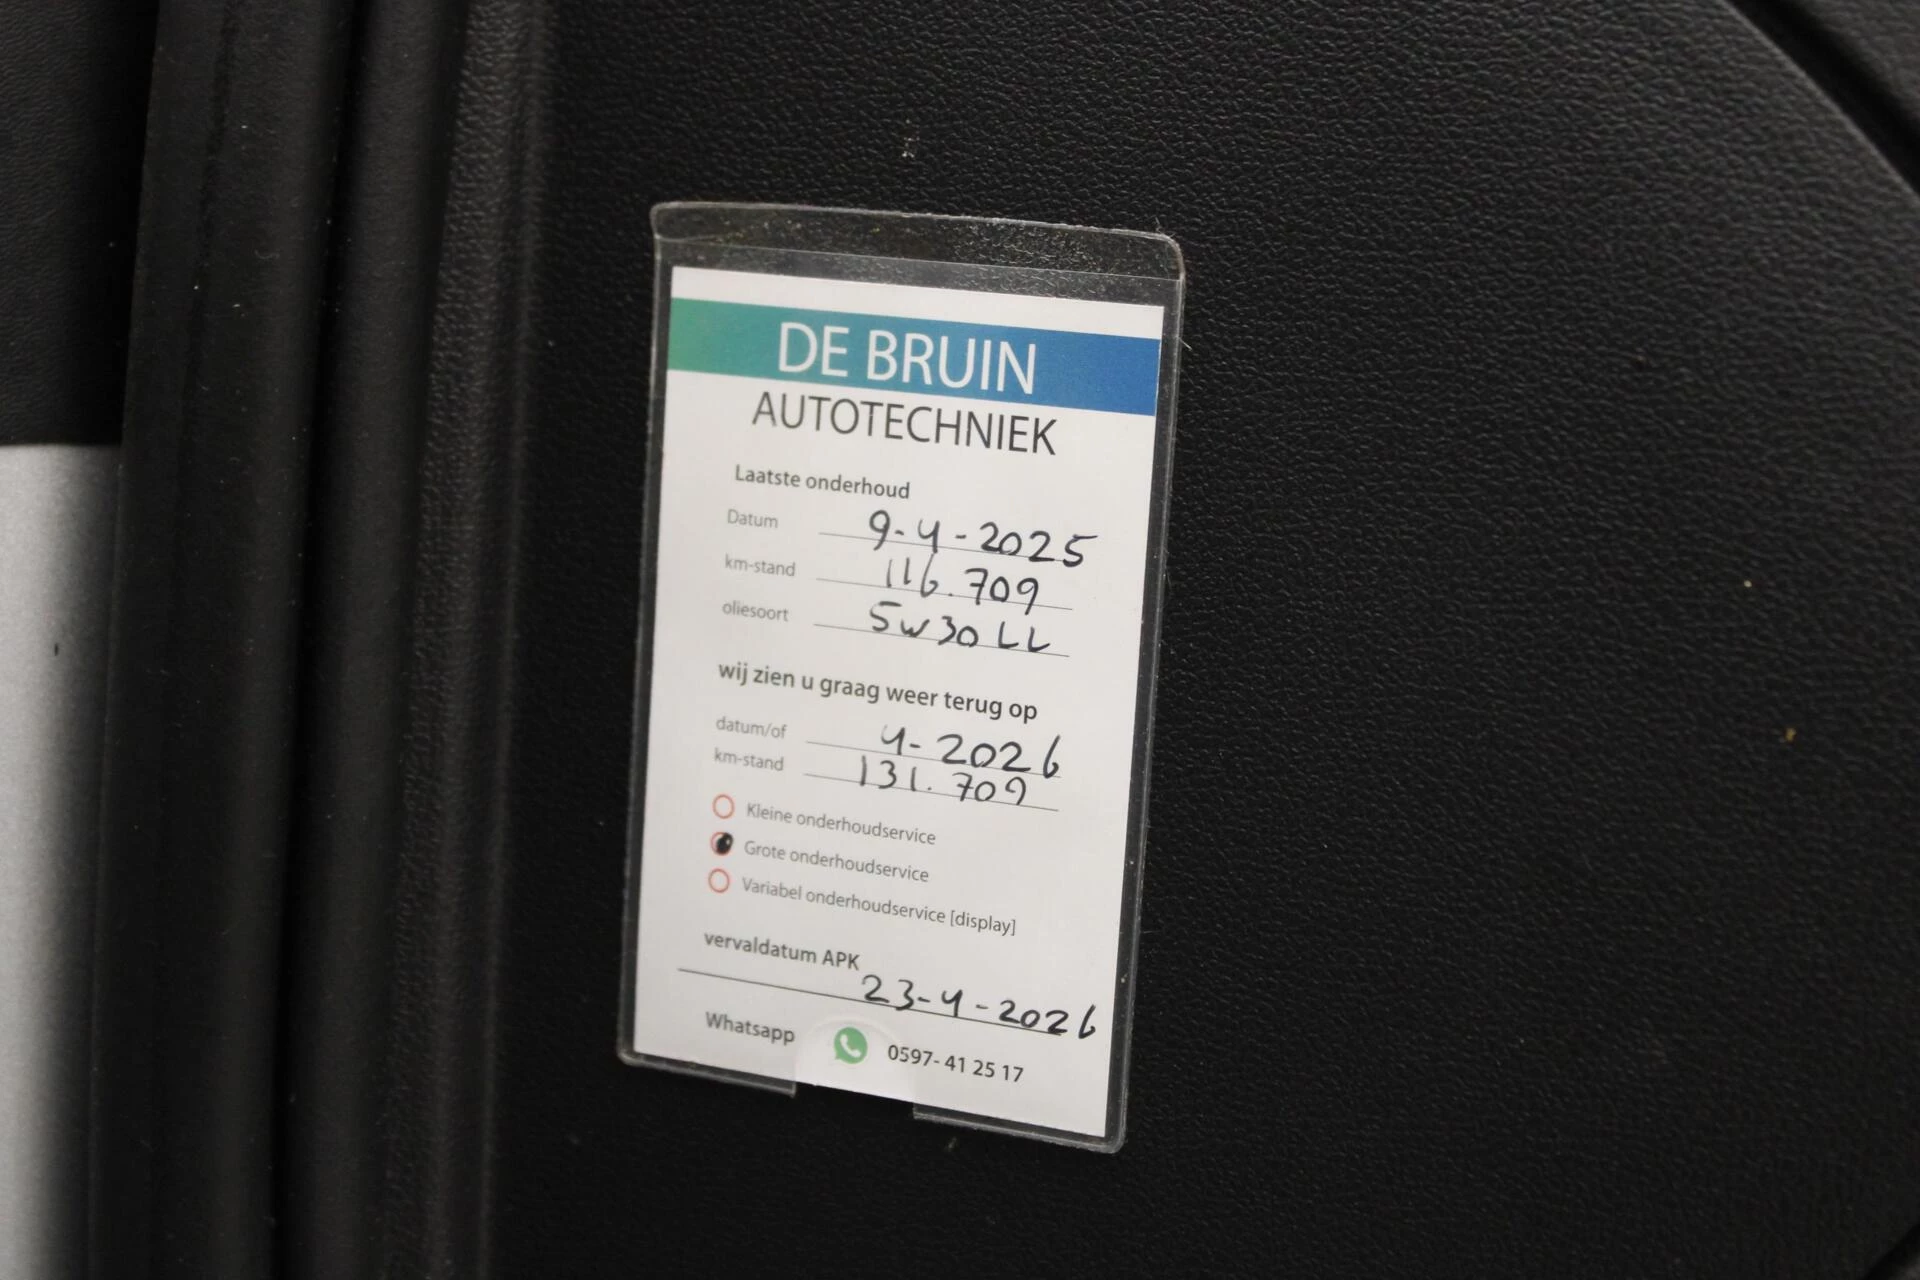 DE BRUIN
AUTOTECHNIEK
Laatste onderhoud
Datum 9-4-2025
km-stand 116.709
oliesoort 5W30 LL
wij zien u graag weer terug op
datum/of 4-2026
km-stand 131.709
Kleine onderhoudservice
Grote onderhoudservice
Variabel onderhoudservice [display]
vervaldatum APK
23-4-2026
Whatsapp 0597- 41 25 17